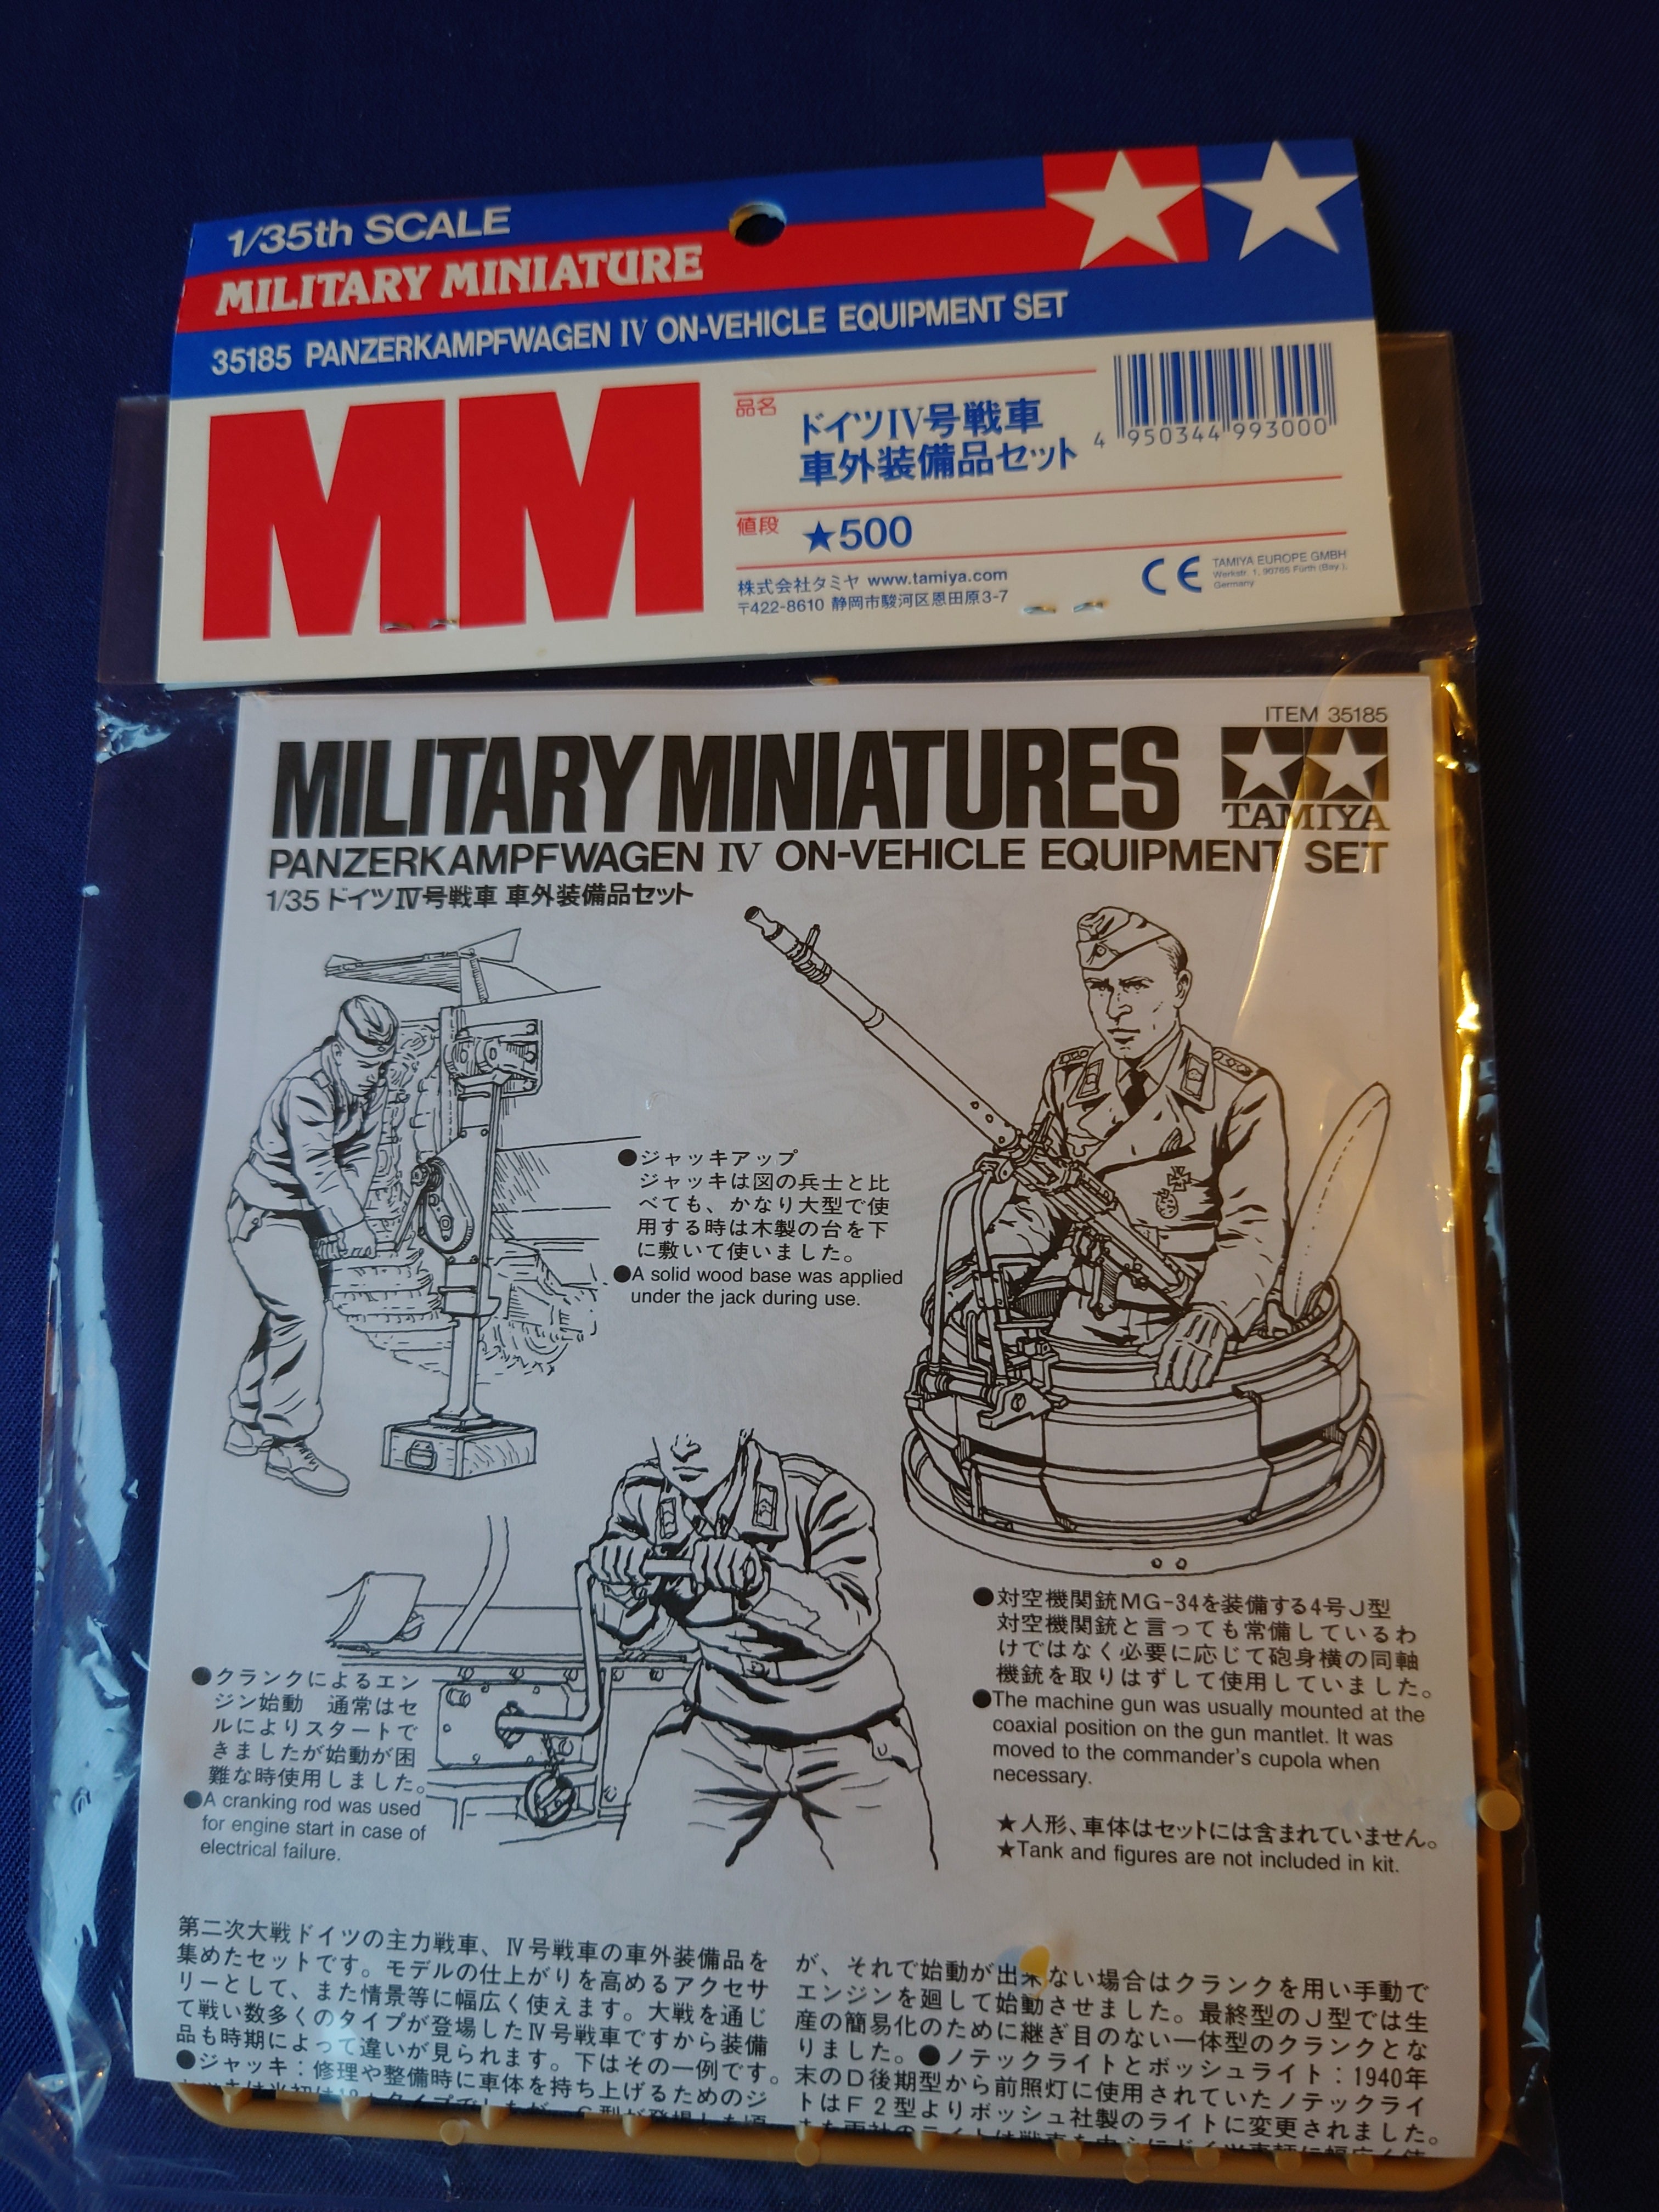 1/35th SCALE
MILITARY MINIATURE
35185 PANZERKAMPFWAGEN IV ON-VEHICLE EQUIPMENT SET
MM
品名
ドイツIV号戦車
車外装備品セット
4 950344 993000
値段
★500
株式会社タミヤ www.tamiya.com
〒422-8610 静岡市駿河区恩田原3-7
CE
TAMIYA EUROPE GMBH
Werkstr. 1, 90765 Fürth (Bay.),
Germany
ITEM 35185
MILITARY MINIATURES
TAMIYA
PANZERKAMPFWAGEN IV ON-VEHICLE EQUIPMENT SET
1/35 ドイツIV号戦車 車外装備品セット
●ジャッキアップ
ジャッキは図の兵士と比
べても、かなり大型で使
用する時は木製の台を下
に敷いて使いました。
●A solid wood base was applied
under the jack during use.
●対空機関銃MG-34を装備する4号J型
対空機関銃と言っても常備しているわ
けではなく必要に応じて砲身横の同軸
機銃を取りはずして使用していました。
●The machine gun was usually mounted at the
coaxial position on the gun mantlet. It was
moved to the commander's cupola when
necessary.
●クランクによるエン
ジン始動 通常はセ
ルによりスタートで
きましたが始動が困
難な時使用しました。
●A cranking rod was used
for engine start in case of
electrical failure.
★人形、車体はセットには含まれていません。
★Tank and figures are not included in kit.
第二次大戦ドイツの主力戦車、IV号戦車の車外装備品を
集めたセットです。モデルの仕上がりを高めるアクセサ
リーとして、また情景等に幅広く使えます。大戦を通じ
て戦い数多くのタイプが登場したIV号戦車ですから装備
品も時期によって違いが見られます。下はその一例です。
●ジャッキ：修理や整備時に車体を持ち上げるためのジ
が、それで始動が出来ない場合はクランクを用い手動で
エンジンを廻して始動させました。最終型のJ型では生
産の簡易化のために継ぎ目のない一体型のクランクとな
りました。●ノテックライトとボッシュライト：1940年
末のD後期型から前照灯に使用されていたノテックライ
トはF2型よりボッシュ社製のライトに変更されました。